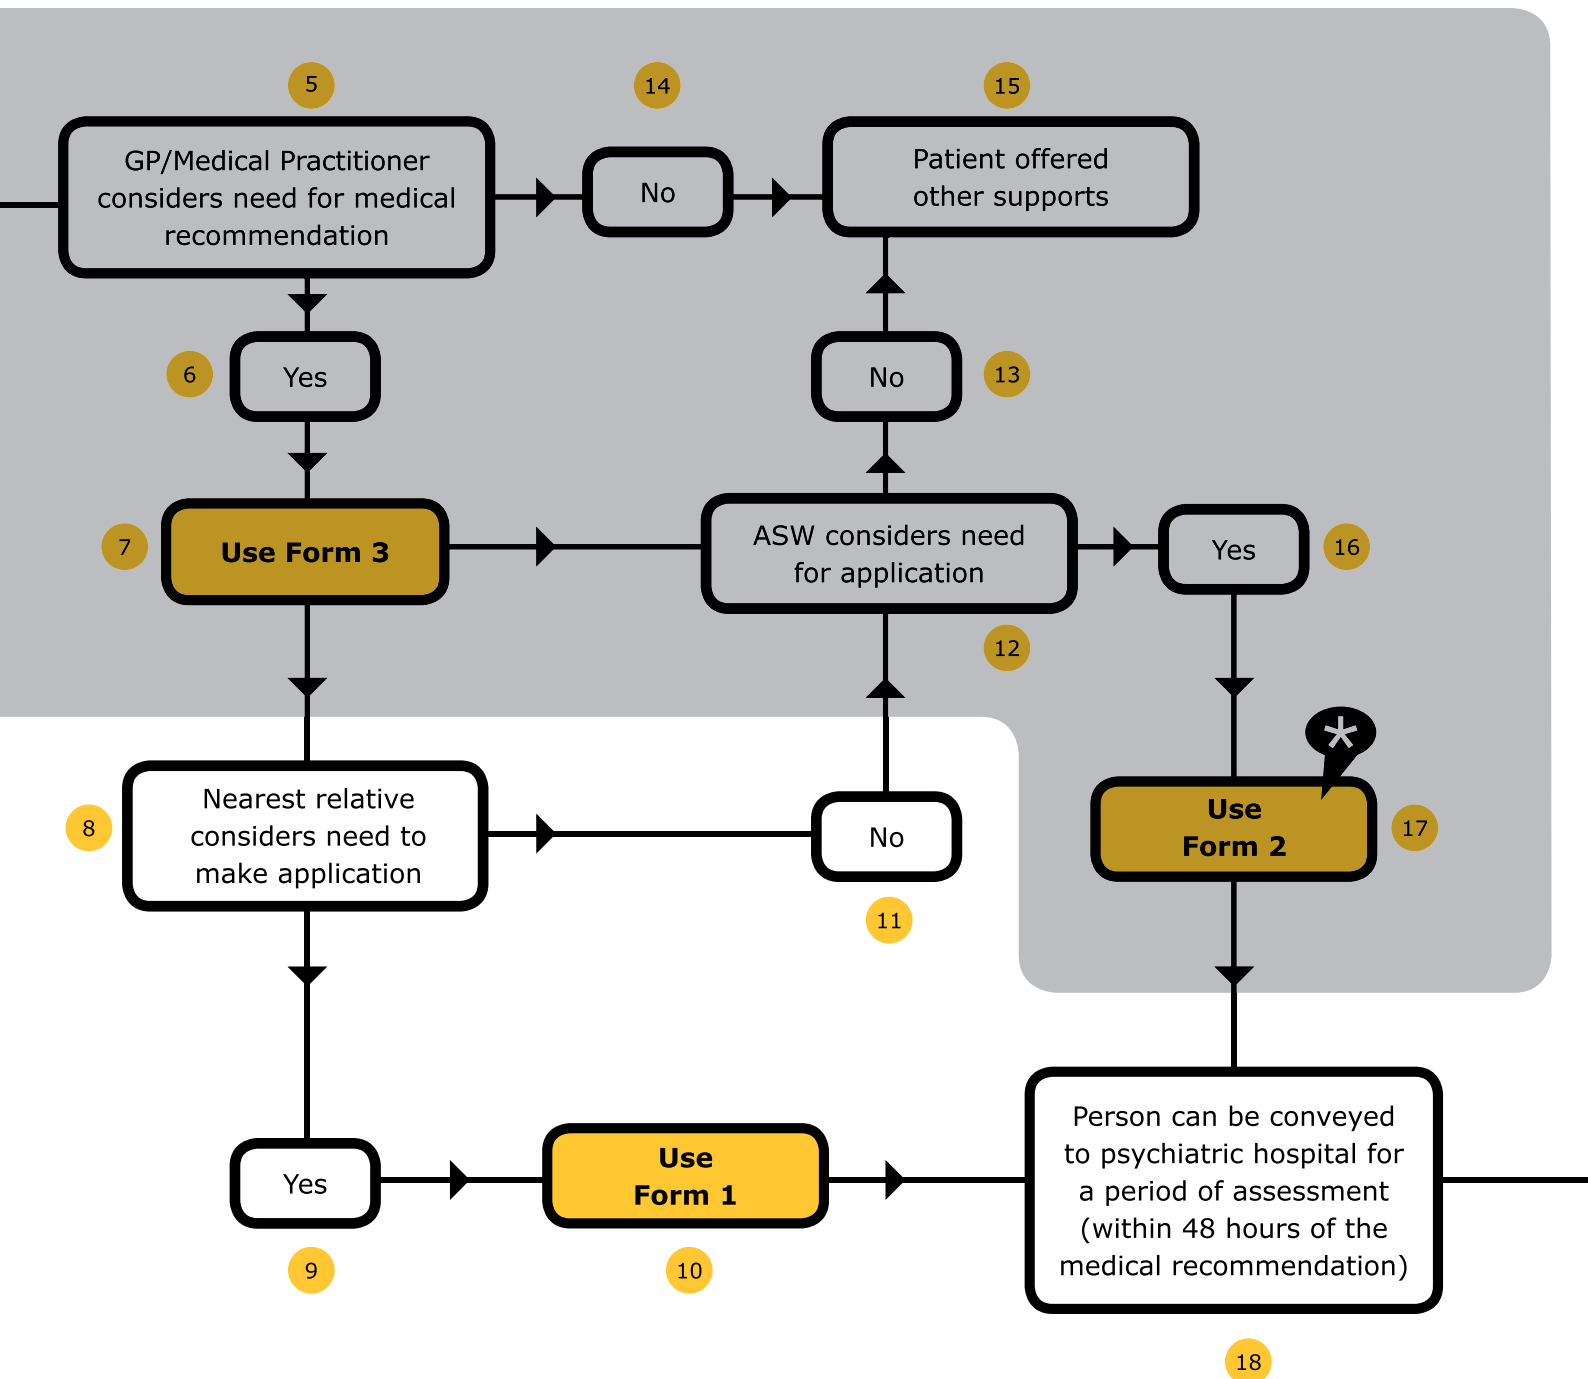 5
14
15
GP/Medical Practitioner
considers need for medical
recommendation
No
Patient offered
other supports
6
Yes
No
13
7
Use Form 3
ASW considers need
for application
Yes
16
12
*
8
Nearest relative
considers need to
make application
No
11
Use
Form 2
17
Yes
9
Use
Form 1
10
Person can be conveyed
to psychiatric hospital for
a period of assessment
(within 48 hours of the
medical recommendation)
18